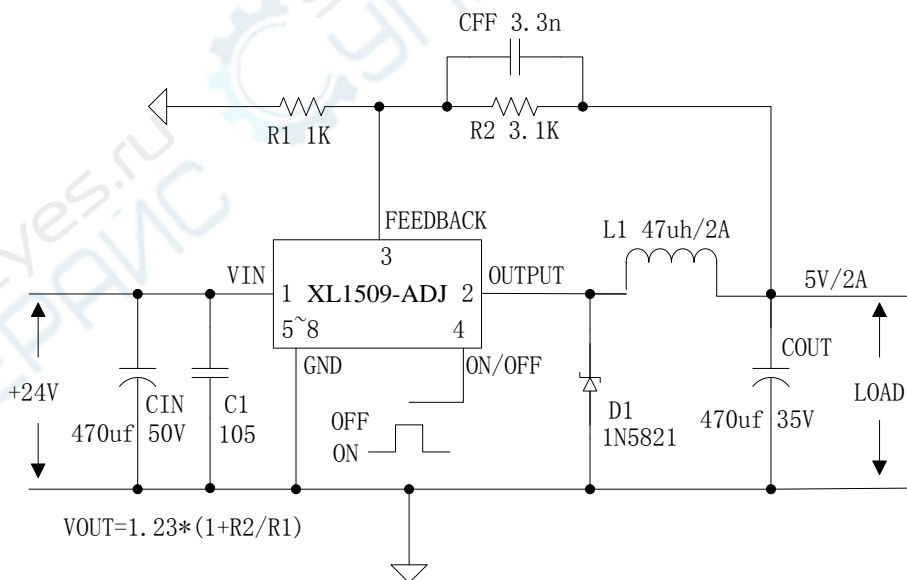 CFF 3.3n
R1 1K
R2 3.1K
FEEDBACK
3
L1 47uh/2A
VIN
OUTPUT
5V/2A
1 XL1509-ADJ 2
5~8
4
GND
ON/OFF
COUT
+24V
CIN
C1
OFF
D1
LOAD
470uf 50V
105
ON
1N5821
470uf 35V
VOUT=1.23*(1+R2/R1)
yes.ru